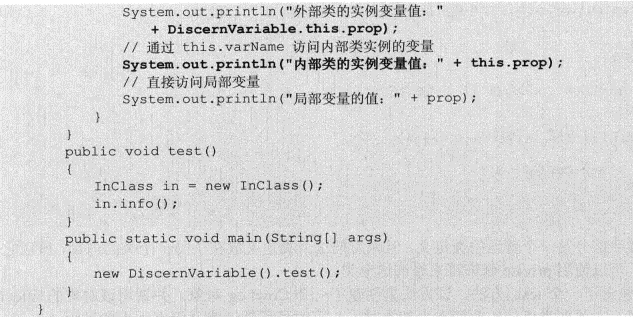 System.out.println("外部类的实例变量值："
+ DiscernVariable.this.prop);
// 通过 this.varName 访问内部类实例的变量
System.out.println("内部类的实例变量值：" + this.prop);
// 直接访问局部变量
System.out.println("局部变量的值：" + prop);
}
}
public void test()
{
InClass in = new InClass();
in.info();
}
public static void main(String[] args)
{
new DiscernVariable().test();
}
}